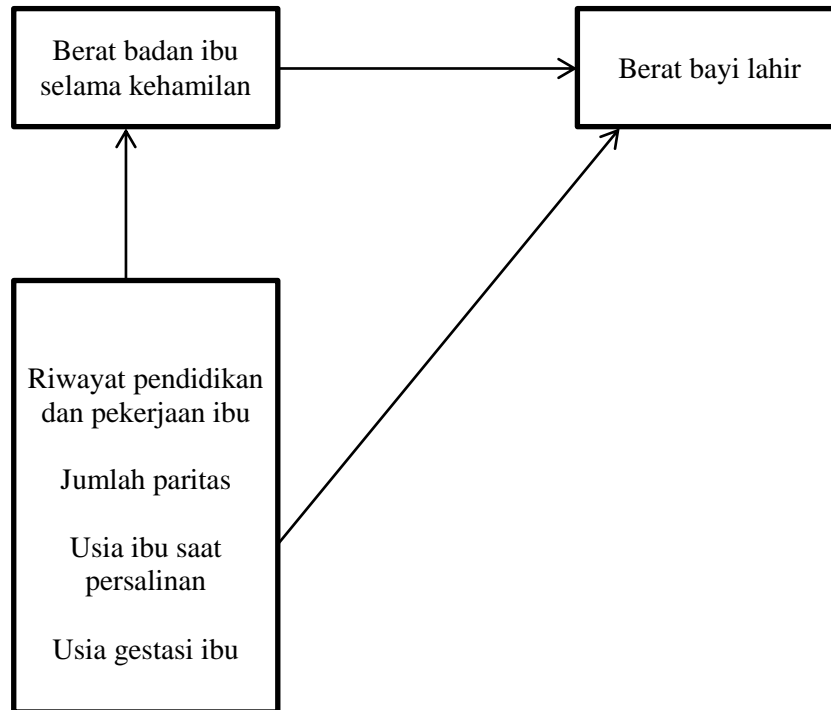 Berat badan ibu
selama kehamilan
Berat bayi lahir
Riwayat pendidikan
dan pekerjaan ibu
Jumlah paritas
Usia ibu saat
persalinan
Usia gestasi ibu